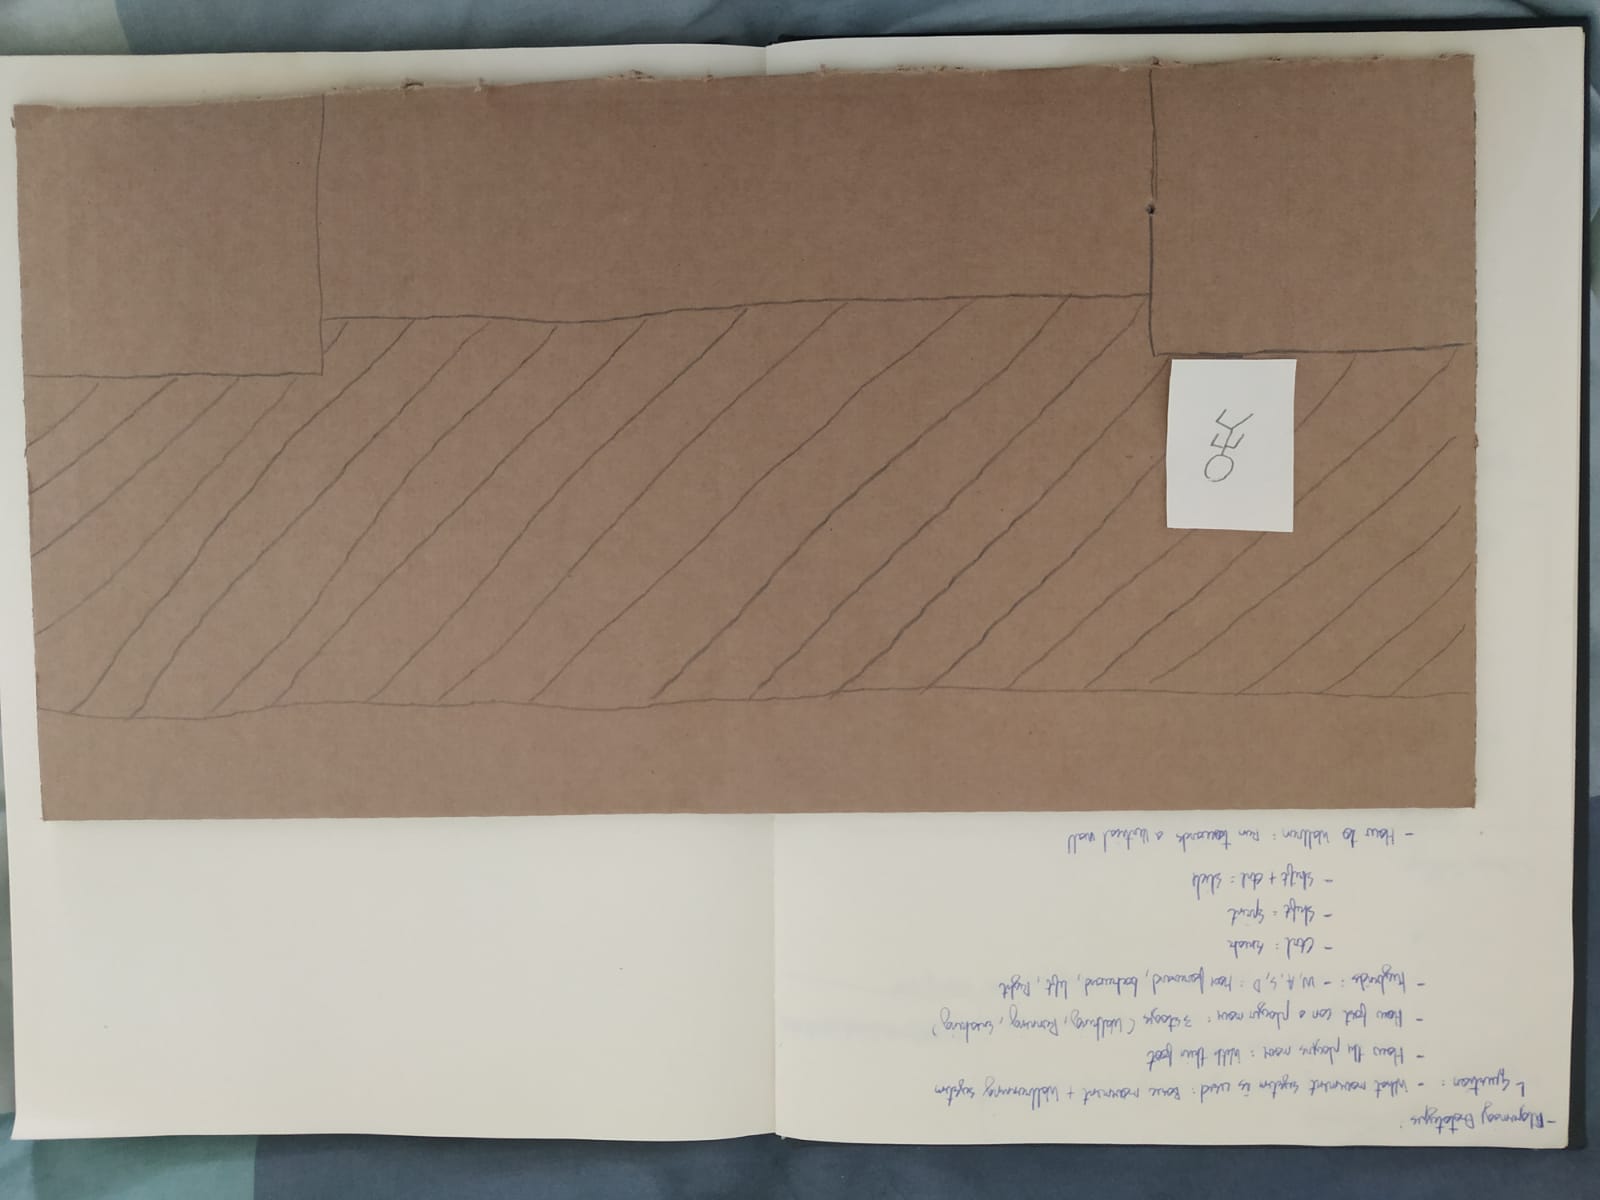 - Prototypes:
└ Question: - What movement system is used: Basic movement + Wallrunning system
- How the players move: With their foot
- How fast can a player move: 3 stages (Walking, Running, Sneaking)
- Keybinds: - W, A, S, D: Move forward, backward, left, Right
- Ctrl: Sneak
- Shift: Sprint
- Shift + Ctrl: Slide
- How to Wallrun: Run towards a Vertical wall